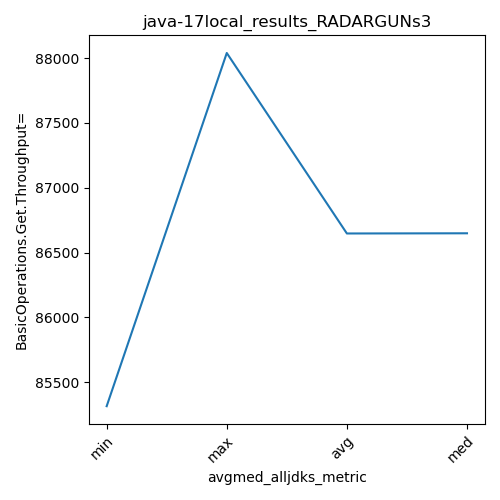 java-17local_results_RADARGUNs3
BasicOperations.Get.Throughput=
88000
87500
87000
86500
86000
85500
min
max
avg
med
avgmed_alljdks_metric